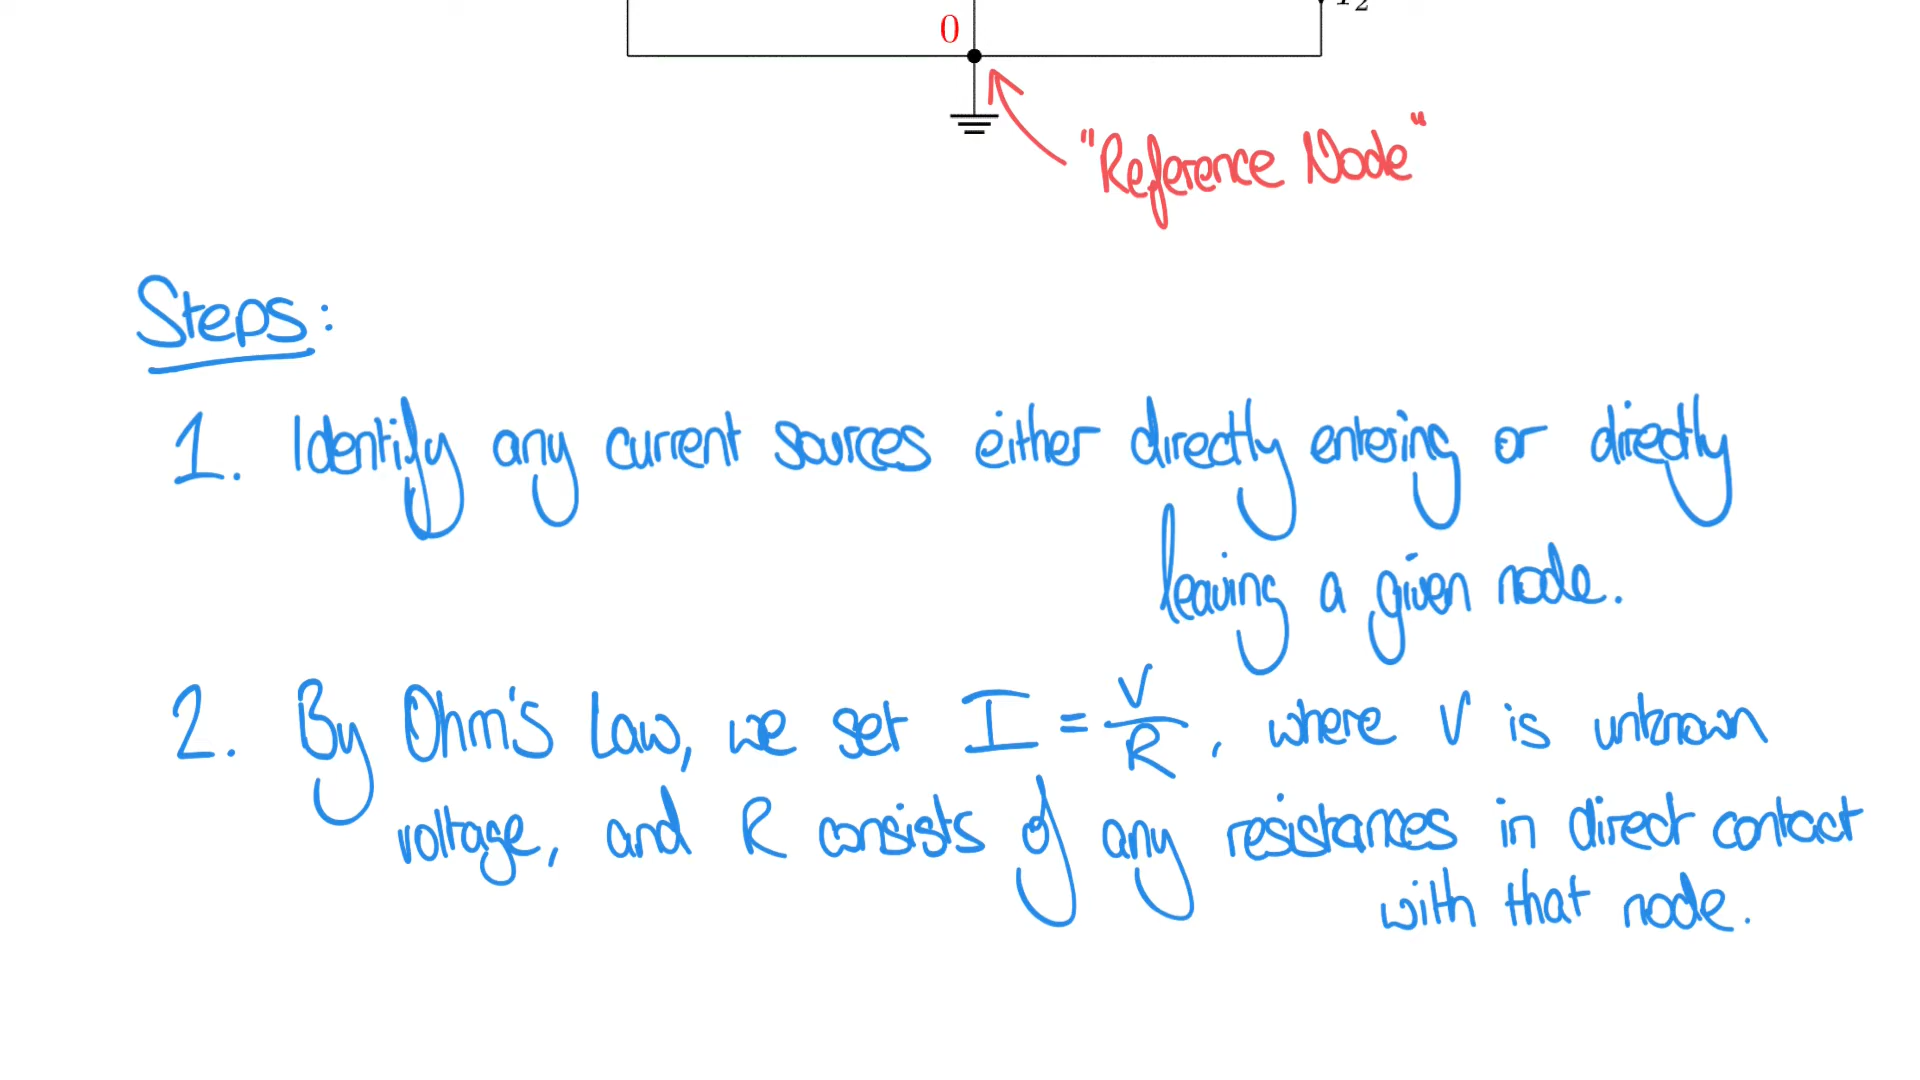 0
"Reference Node"
Steps:
1. Identify any current sources either directly entering or directly
leaving a given node.
2. By Ohm's Law, we set I = V/R, where V is unknown
voltage, and R consists of any resistances in direct contact
with that node.